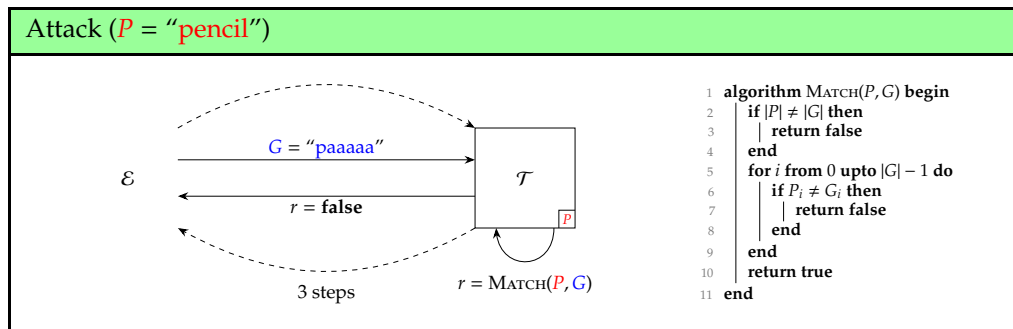 Attack (P = “pencil”)
G = “paaaaa”
ℰ
𝒯
r = false
P
r = Match(P, G)
3 steps
1 algorithm Match(P, G) begin
2 if |P| ≠ |G| then
3 return false
4 end
5 for i from 0 upto |G| − 1 do
6 if Pᵢ ≠ Gᵢ then
7 return false
8 end
9 end
10 return true
11 end